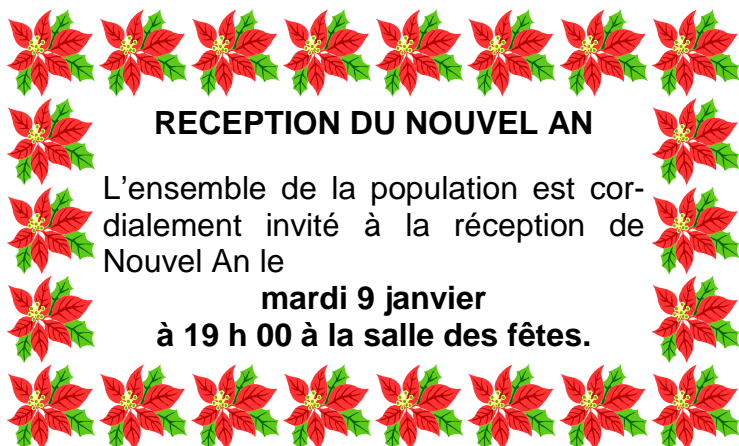 RECEPTION DU NOUVEL AN
L'ensemble de la population est cor-
dialement invité à la réception de
Nouvel An le
mardi 9 janvier
à 19 h 00 à la salle des fêtes.